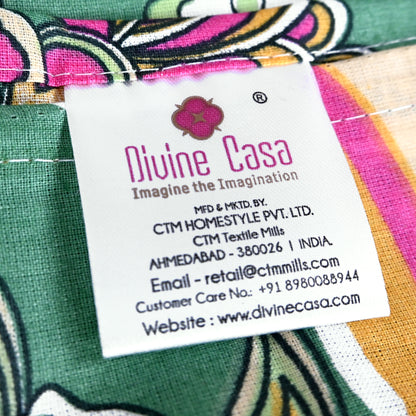 ®
Divine Casa
Imagine the Imagination
MFD & MKTD. BY.
CTM HOMESTYLE PVT. LTD.
CTM Textile Mills
AHMEDABAD - 380026 | INDIA.
Email - retail@ctmmills.com
Customer Care No.: +91 8980088944
Website : www.divinecasa.com